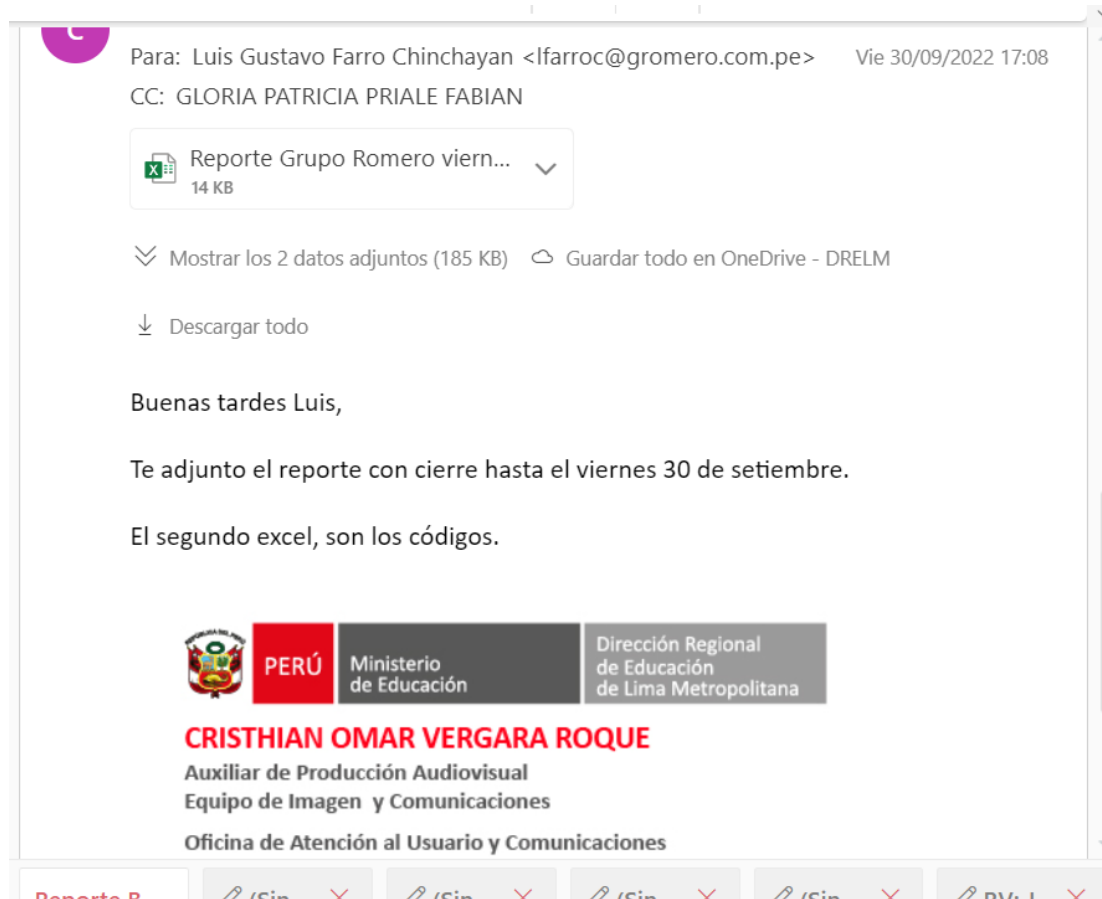 C
Para: Luis Gustavo Farro Chinchayan <lfarroc@gromero.com.pe> Vie 30/09/2022 17:08
CC: GLORIA PATRICIA PRIALE FABIAN
Reporte Grupo Romero viern...
14 KB
Mostrar los 2 datos adjuntos (185 KB) Guardar todo en OneDrive - DRELM
Descargar todo
Buenas tardes Luis,
Te adjunto el reporte con cierre hasta el viernes 30 de setiembre.
El segundo excel, son los códigos.
PERÚ
Ministerio
de Educación
Dirección Regional
de Educación
de Lima Metropolitana
CRISTHIAN OMAR VERGARA ROQUE
Auxiliar de Producción Audiovisual
Equipo de Imagen y Comunicaciones
Oficina de Atención al Usuario y Comunicaciones